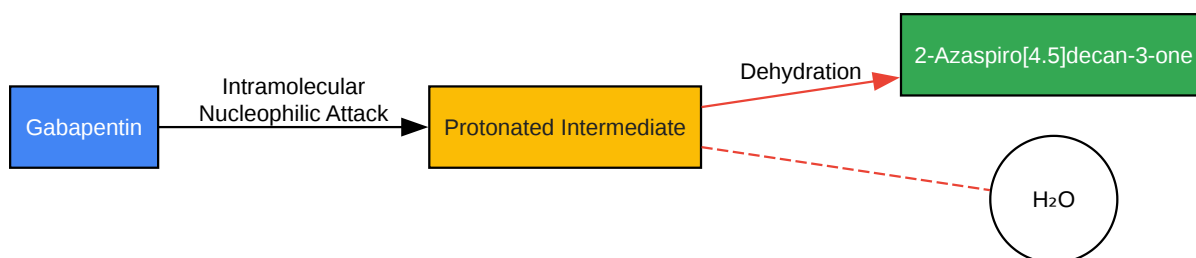 Gabapentin
Intramolecular
Nucleophilic Attack
Protonated Intermediate
Dehydration
2-Azaspiro[4.5]decan-3-one
H₂O